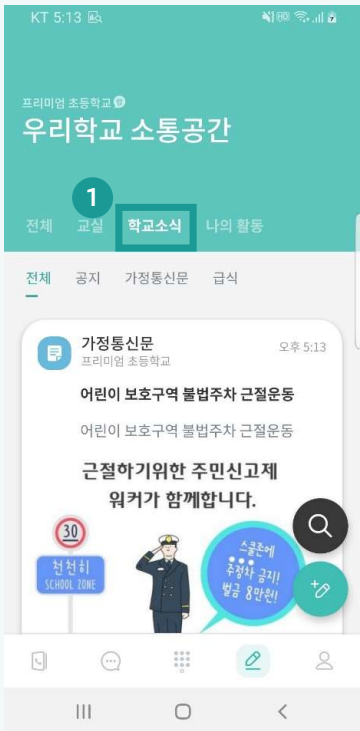 KT 5:13
프리미엄 초등학교
우리학교 소통공간
1
전체 교실 학교소식 나의 활동
전체 공지 가정통신문 급식
가정통신문
오후 5:13
프리미엄 초등학교
어린이 보호구역 불법주차 근절운동
어린이 보호구역 불법주차 근절운동
근절하기위한 주민신고제
워커가 함께합니다.
30
천천히
SCHOOL ZONE
스쿨존에
주정차 금지!
벌금 8만원!